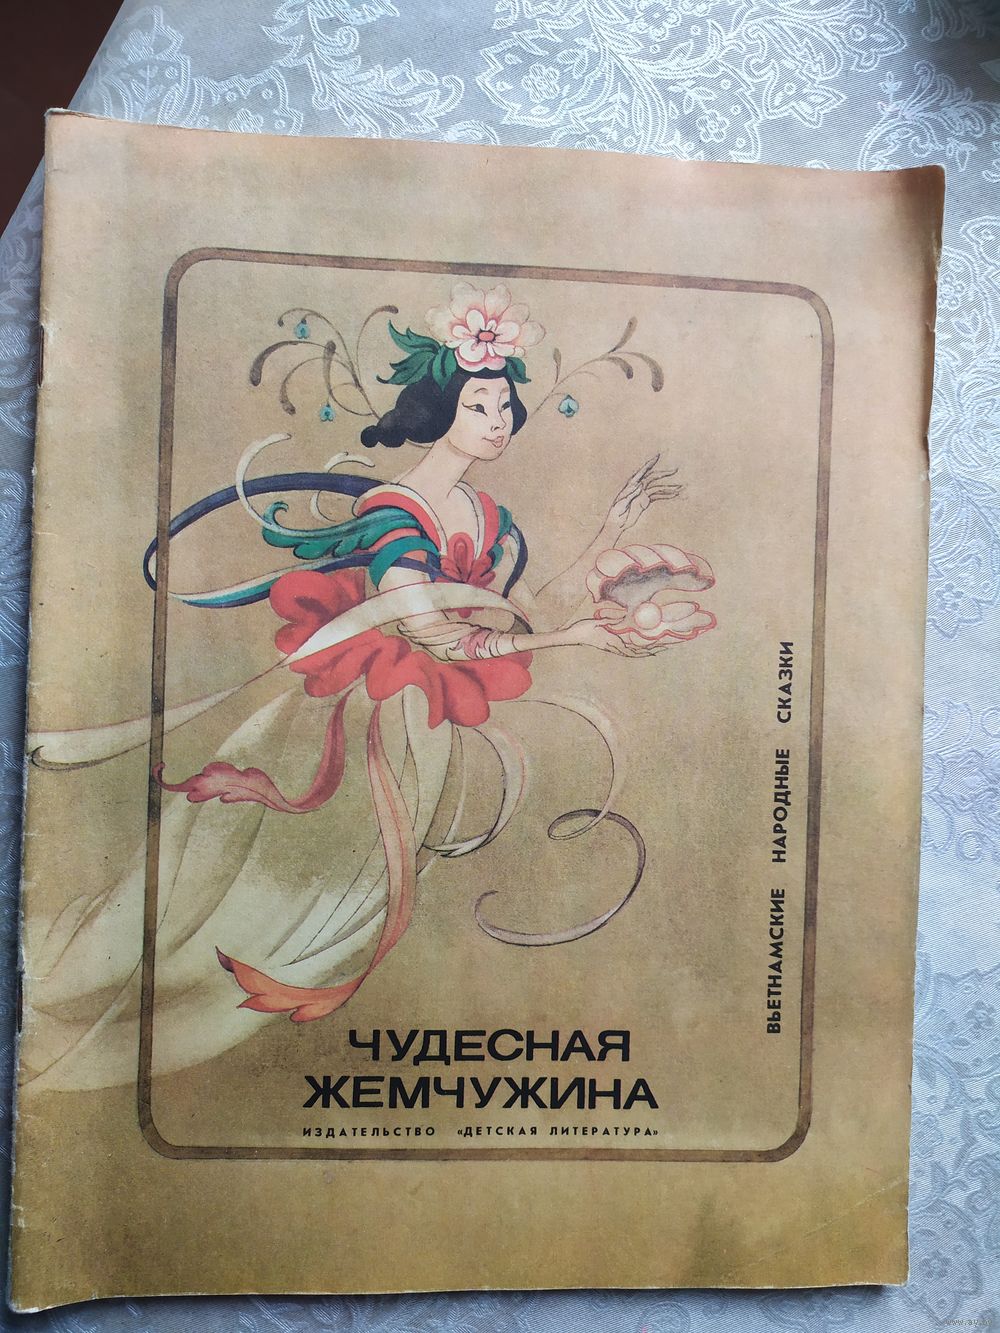 ВЬЕТНАМСКИЕ НАРОДНЫЕ СКАЗКИ
ЧУДЕСНАЯ
ЖЕМЧУЖИНА
ИЗДАТЕЛЬСТВО «ДЕТСКАЯ ЛИТЕРАТУРА»